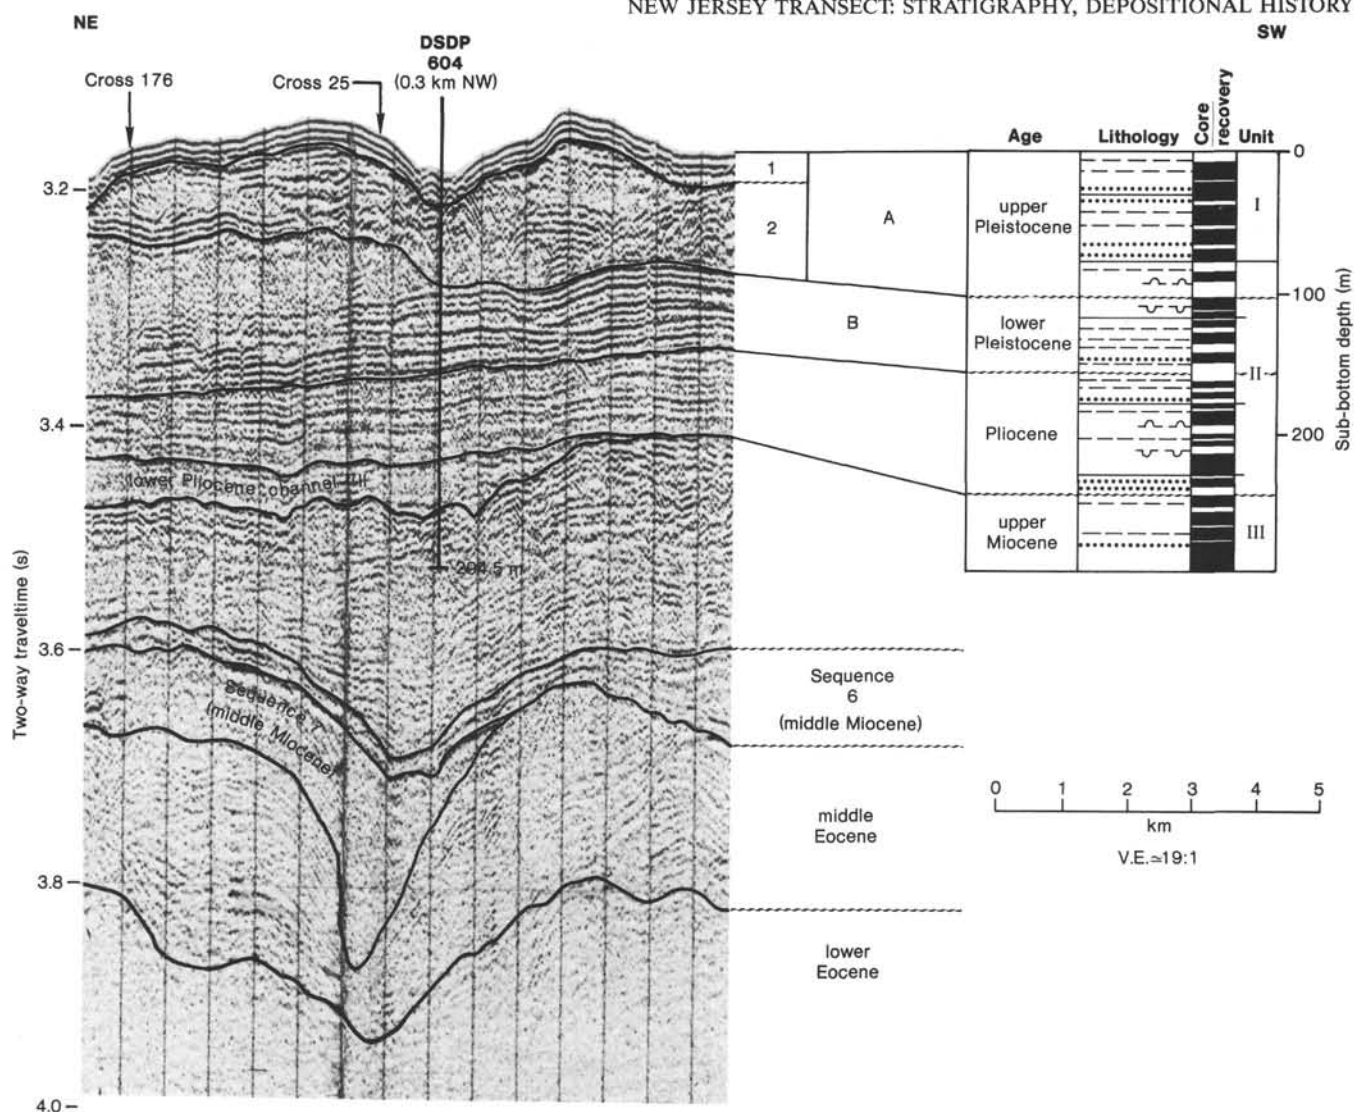 NEW JERSEY TRANSECT: STRATIGRAPHY, DEPOSITIONAL HISTORY
NE
SW
DSDP
604
(0.3 km NW)
Cross 176
Cross 25
Age
Lithology
Core
recovery
Unit
0
3.2
1
2
A
upper
Pleistocene
I
100
B
lower
Pleistocene
II
3.4
Pliocene
200
Sub-bottom depth (m)
lower Pliocene channel fill
upper
Miocene
III
294.5 m
Two-way traveltime (s)
3.6
Sequence
6
(middle Miocene)
Sequence 7
(middle Miocene)
middle
Eocene
0 1 2 3 4 5
km
V.E.≃19:1
3.8
lower
Eocene
4.0